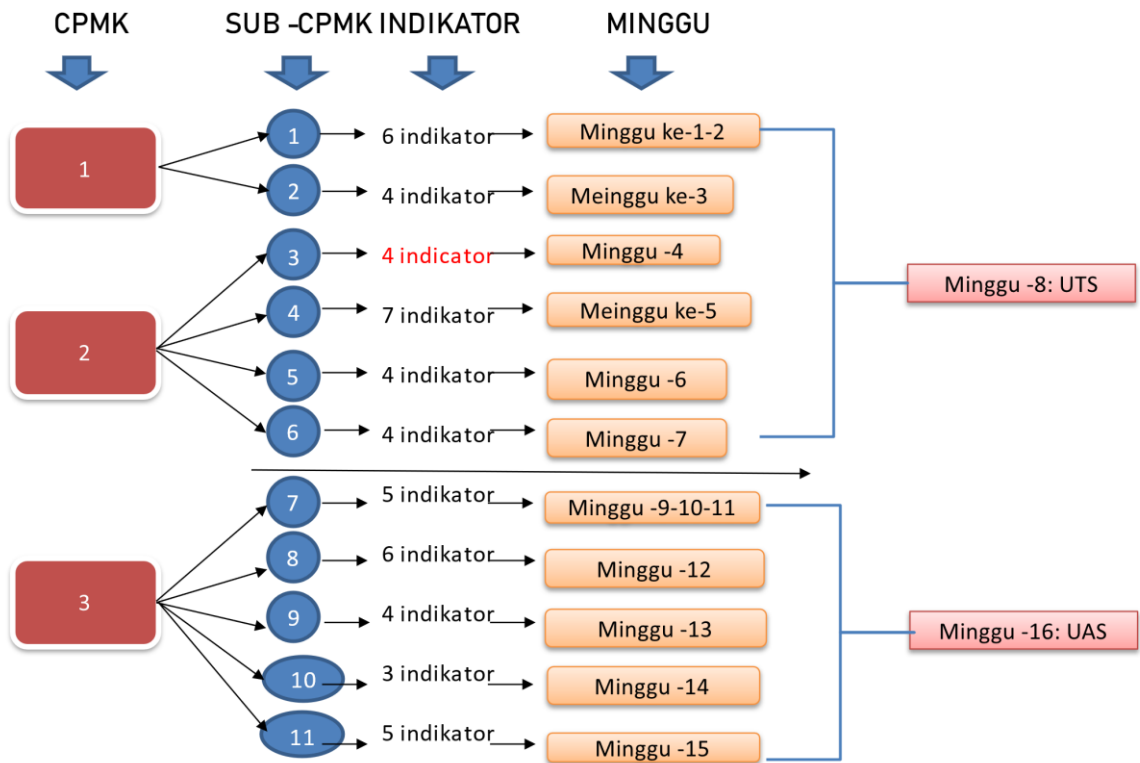 CPMK SUB -CPMK INDIKATOR MINGGU
1 1 6 indikator Minggu ke-1-2
2 4 indikator Meinggu ke-3
2 3 4 indicator Minggu -4
4 7 indikator Meinggu ke-5
5 4 indikator Minggu -6
6 4 indikator Minggu -7
Minggu -8: UTS
3 7 5 indikator Minggu -9-10-11
8 6 indikator Minggu -12
9 4 indikator Minggu -13
10 3 indikator Minggu -14
11 5 indikator Minggu -15
Minggu -16: UAS